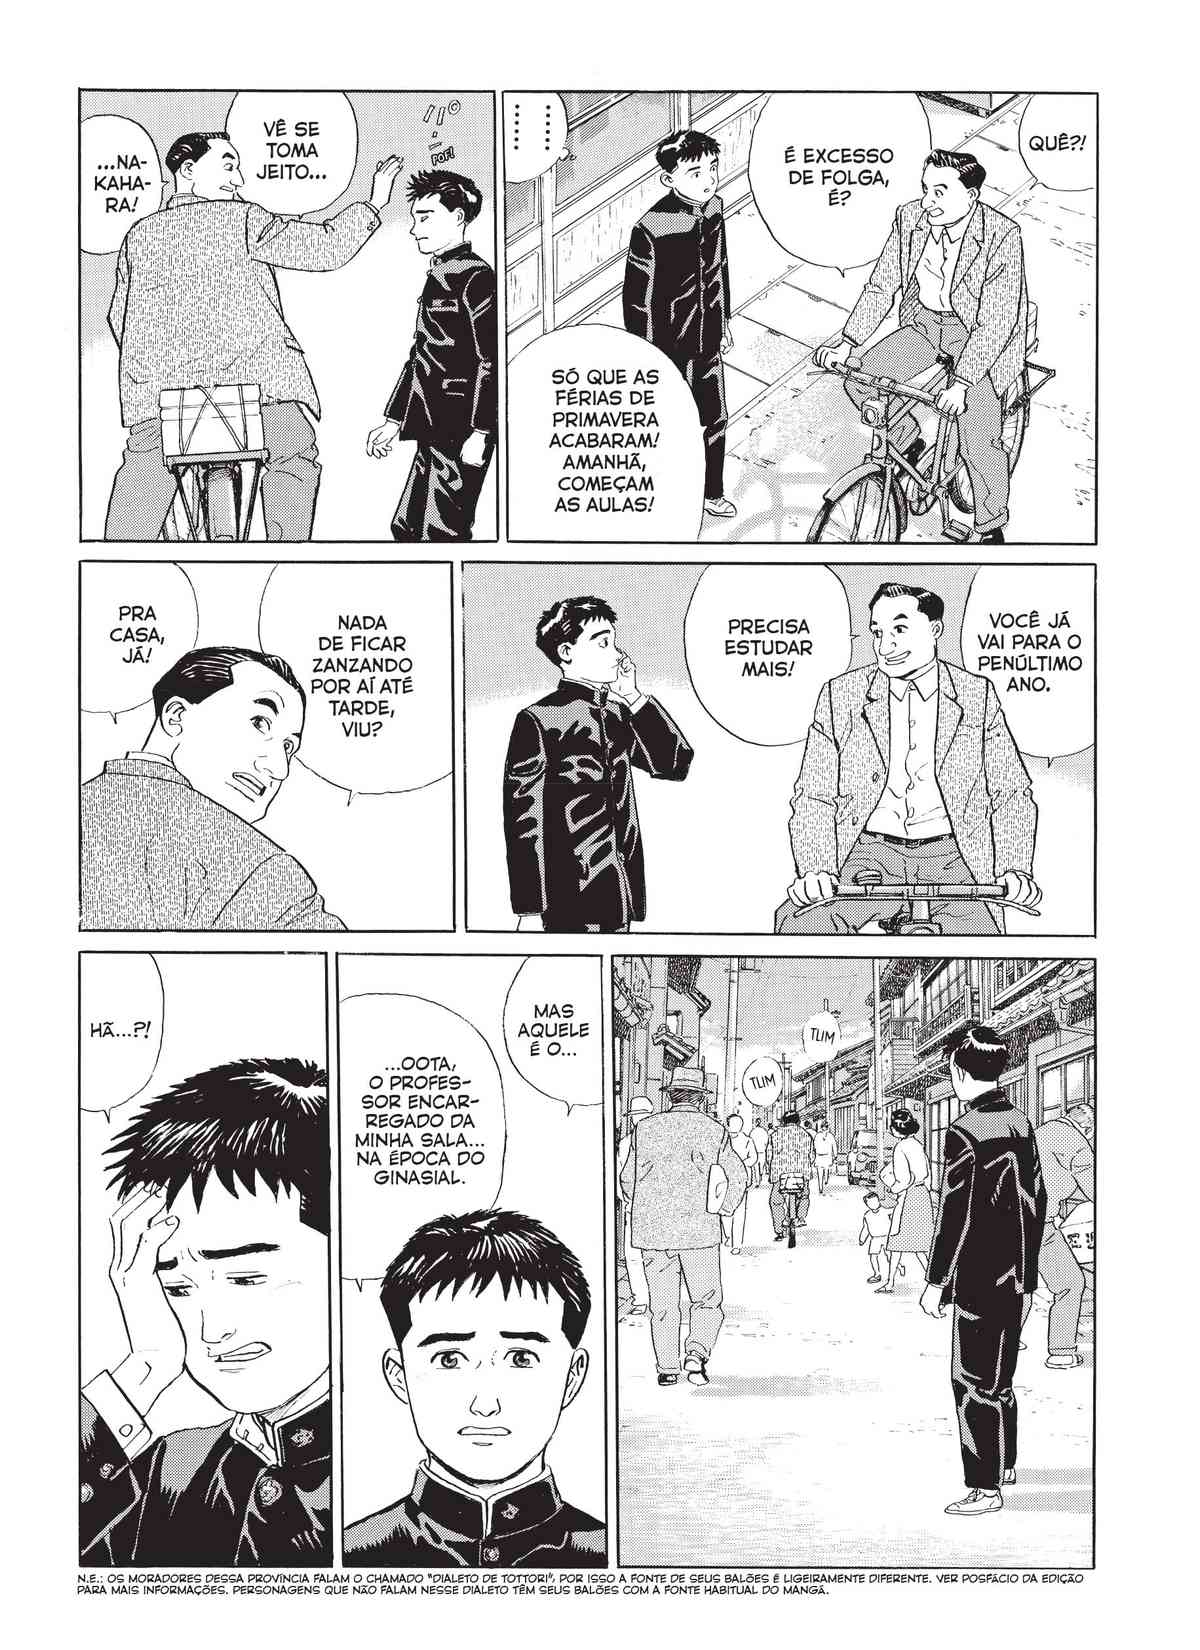 QUÊ?!
É EXCESSO
DE FOLGA,
É?
......
SÓ QUE AS
FÉRIAS DE
PRIMAVERA
ACABARAM!
AMANHÃ,
COMEÇAM
AS AULAS!
POF!
VÊ SE
TOMA
JEITO...
...NA-
KAHA-
RA!
VOCÊ JÁ
VAI PARA O
PENÚLTIMO
ANO.
PRECISA
ESTUDAR
MAIS!
NADA
DE FICAR
ZANZANDO
POR AÍ ATÉ
TARDE,
VIU?
PRA
CASA,
JÁ!
TLIM
TLIM
MAS
AQUELE
É O...
...OOTA,
O PROFES-
SOR ENCAR-
REGADO DA
MINHA SALA...
NA ÉPOCA DO
GINASIAL.
HÃ...?!
N.E.: OS MORADORES DESSA PROVÍNCIA FALAM O CHAMADO "DIALETO DE TOTTORI", POR ISSO A FONTE DE SEUS BALÕES É LIGEIRAMENTE DIFERENTE. VER POSFÁCIO DA EDIÇÃO
PARA MAIS INFORMAÇÕES. PERSONAGENS QUE NÃO FALAM NESSE DIALETO TÊM SEUS BALÕES COM A FONTE HABITUAL DO MANGÁ.